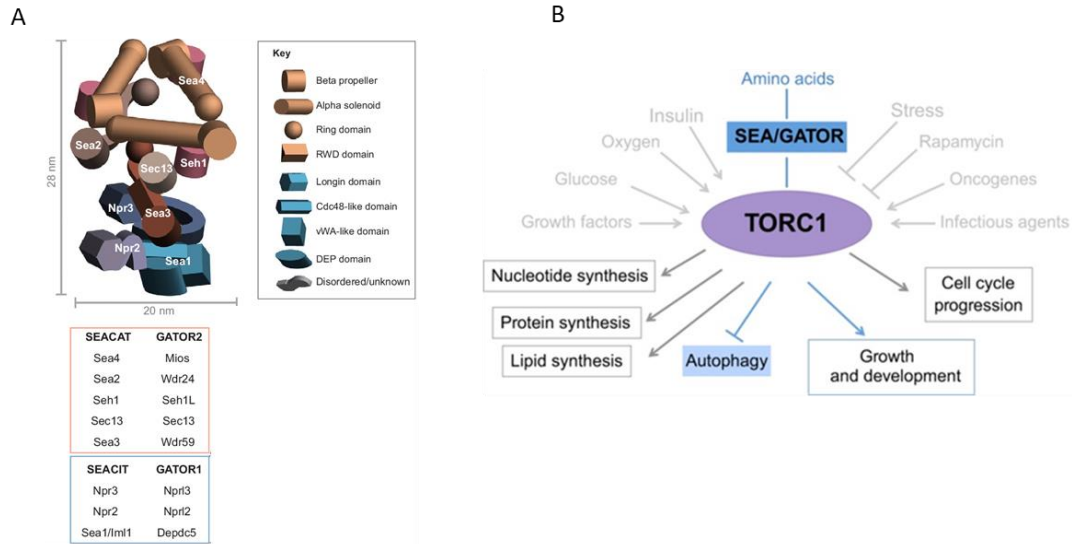 A
28 nm
20 nm
Sea4
Sea2
Sec13
Seh1
Npr3
Sea3
Npr2
Sea1
Key
Beta propeller
Alpha solenoid
Ring domain
RWD domain
Longin domain
Cdc48-like domain
vWA-like domain
DEP domain
Disordered/unknown
SEACAT GATOR2
Sea4 Mios
Sea2 Wdr24
Seh1 Seh1L
Sec13 Sec13
Sea3 Wdr59
SEACIT GATOR1
Npr3 Nprl3
Npr2 Nprl2
Sea1/Iml1 Depdc5
B
Amino acids
SEA/GATOR
Insulin
Oxygen
Glucose
Growth factors
Stress
Rapamycin
Oncogenes
Infectious agents
TORC1
Nucleotide synthesis
Protein synthesis
Lipid synthesis
Autophagy
Growth
and development
Cell cycle
progression